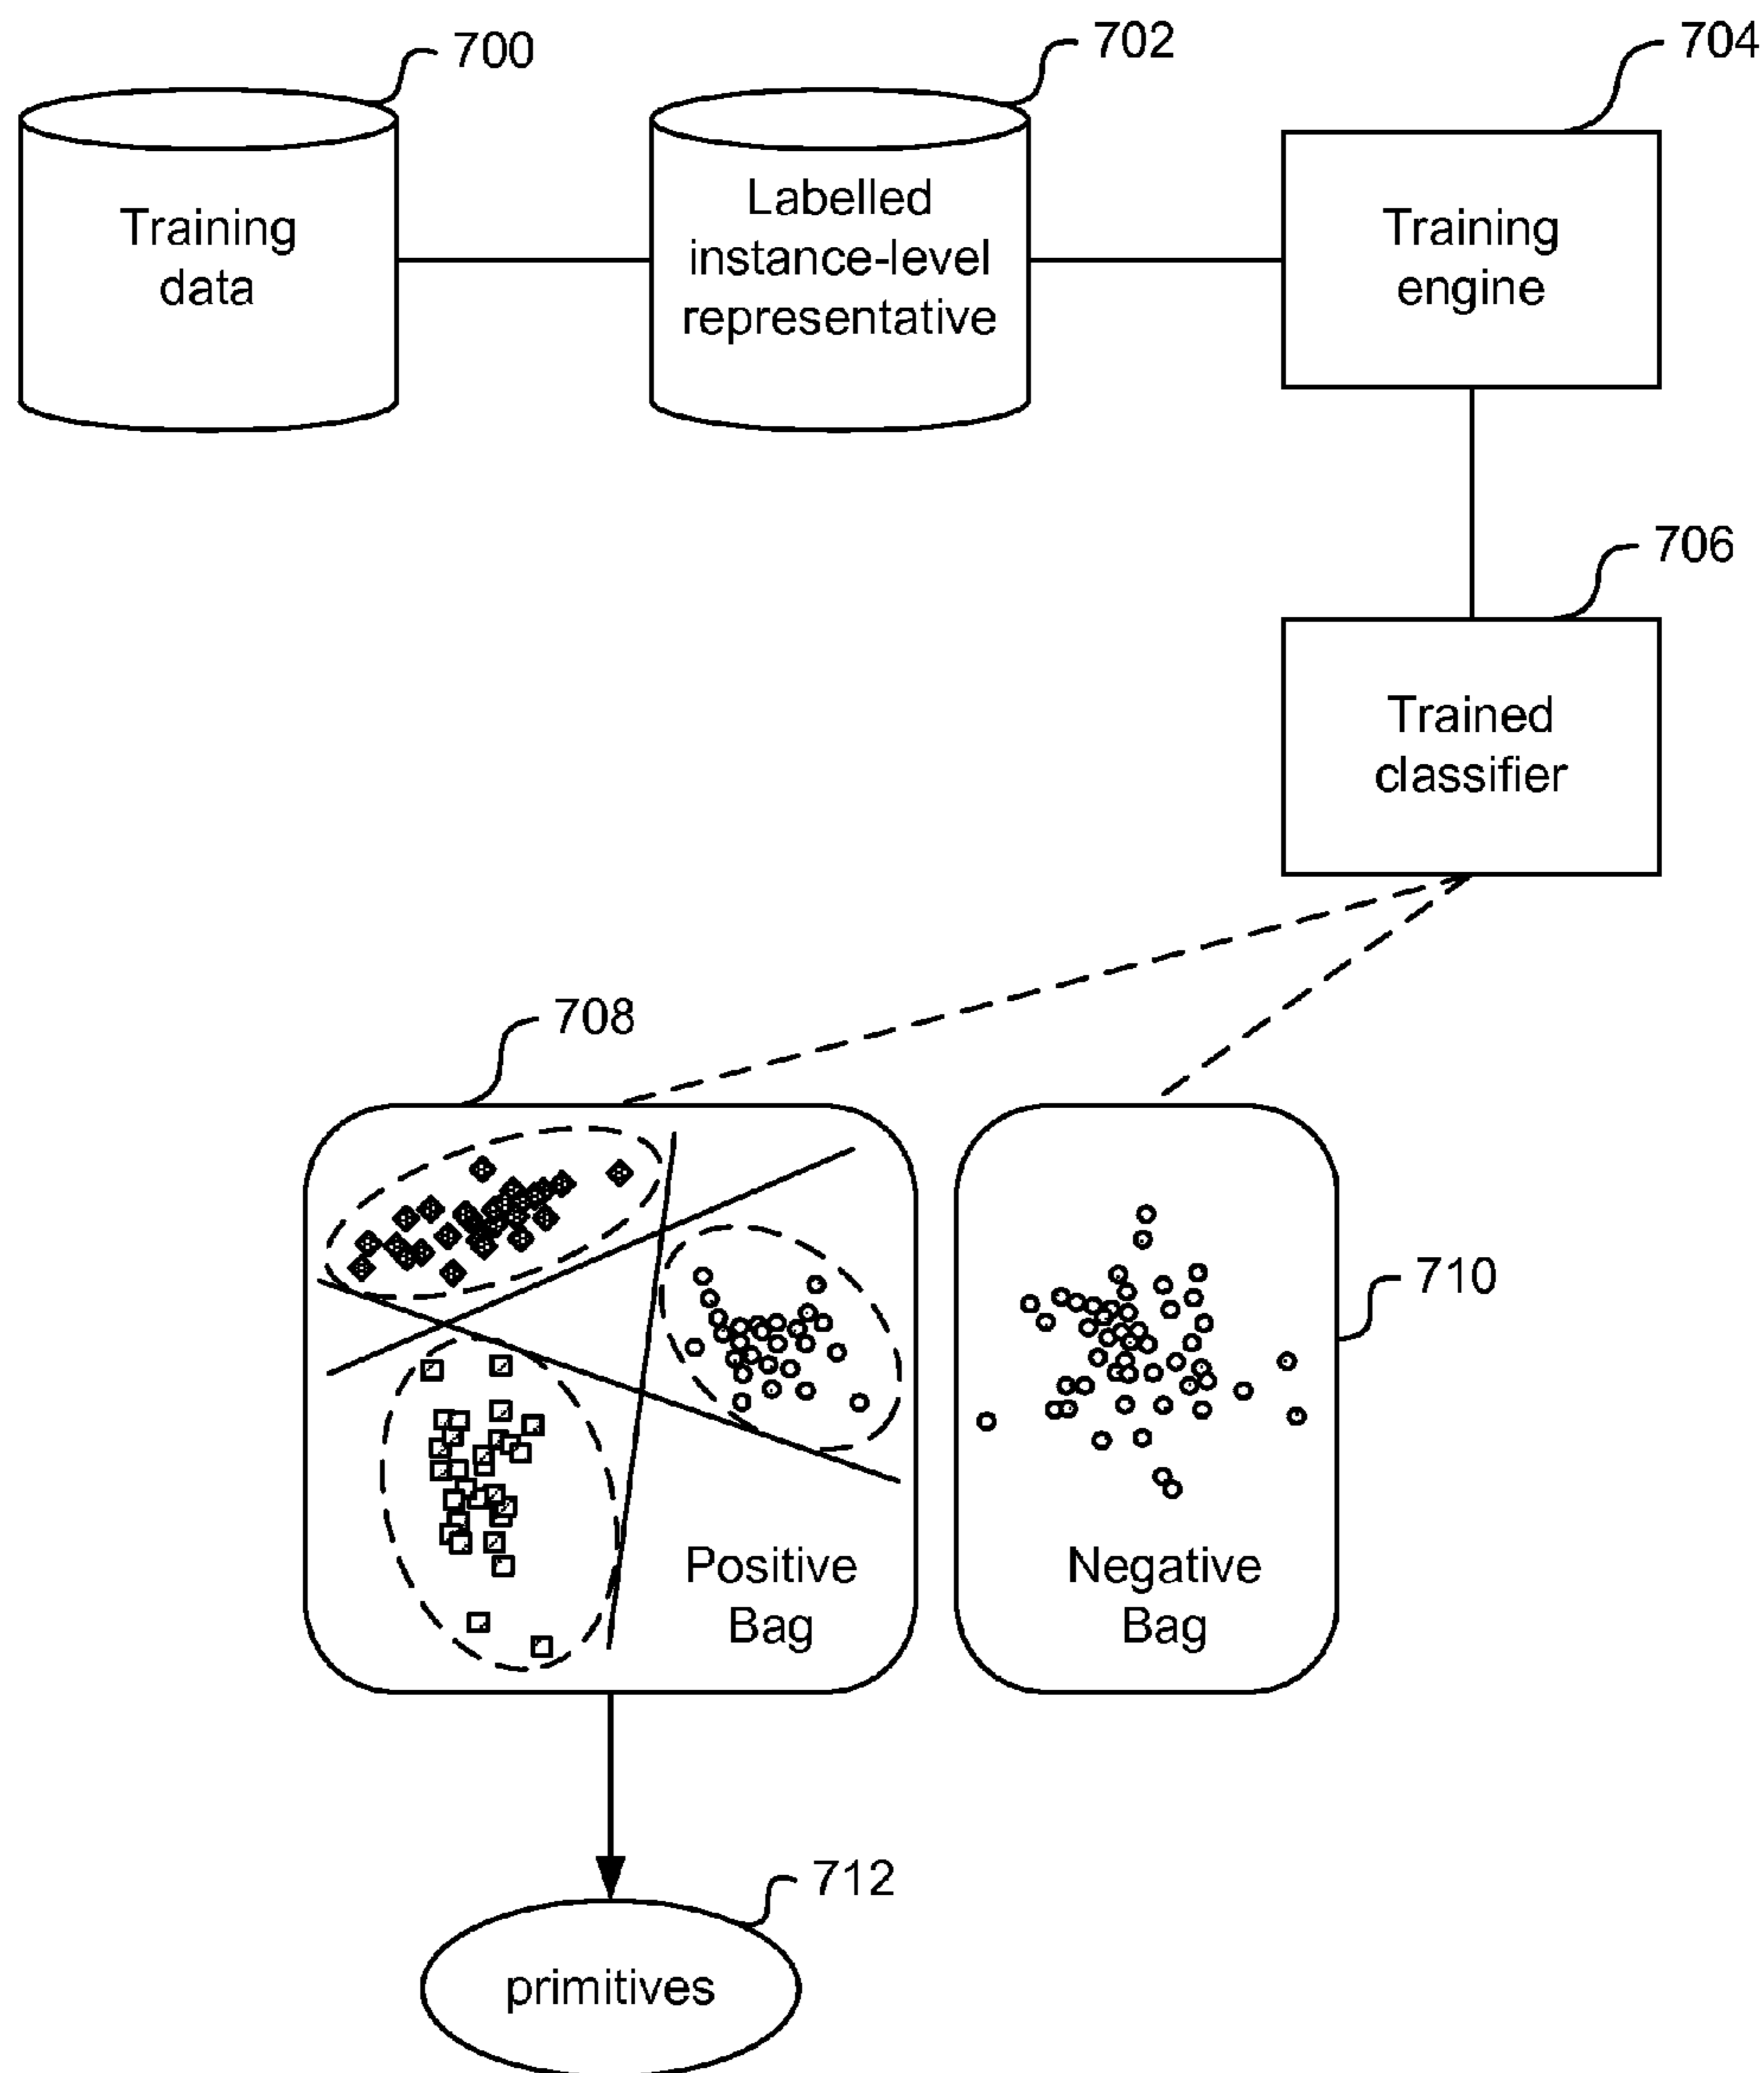 700
702
704
Training
data
Labelled
instance-level
representative
Training
engine
706
Trained
classifier
708
710
Positive
Bag
Negative
Bag
712
primitives